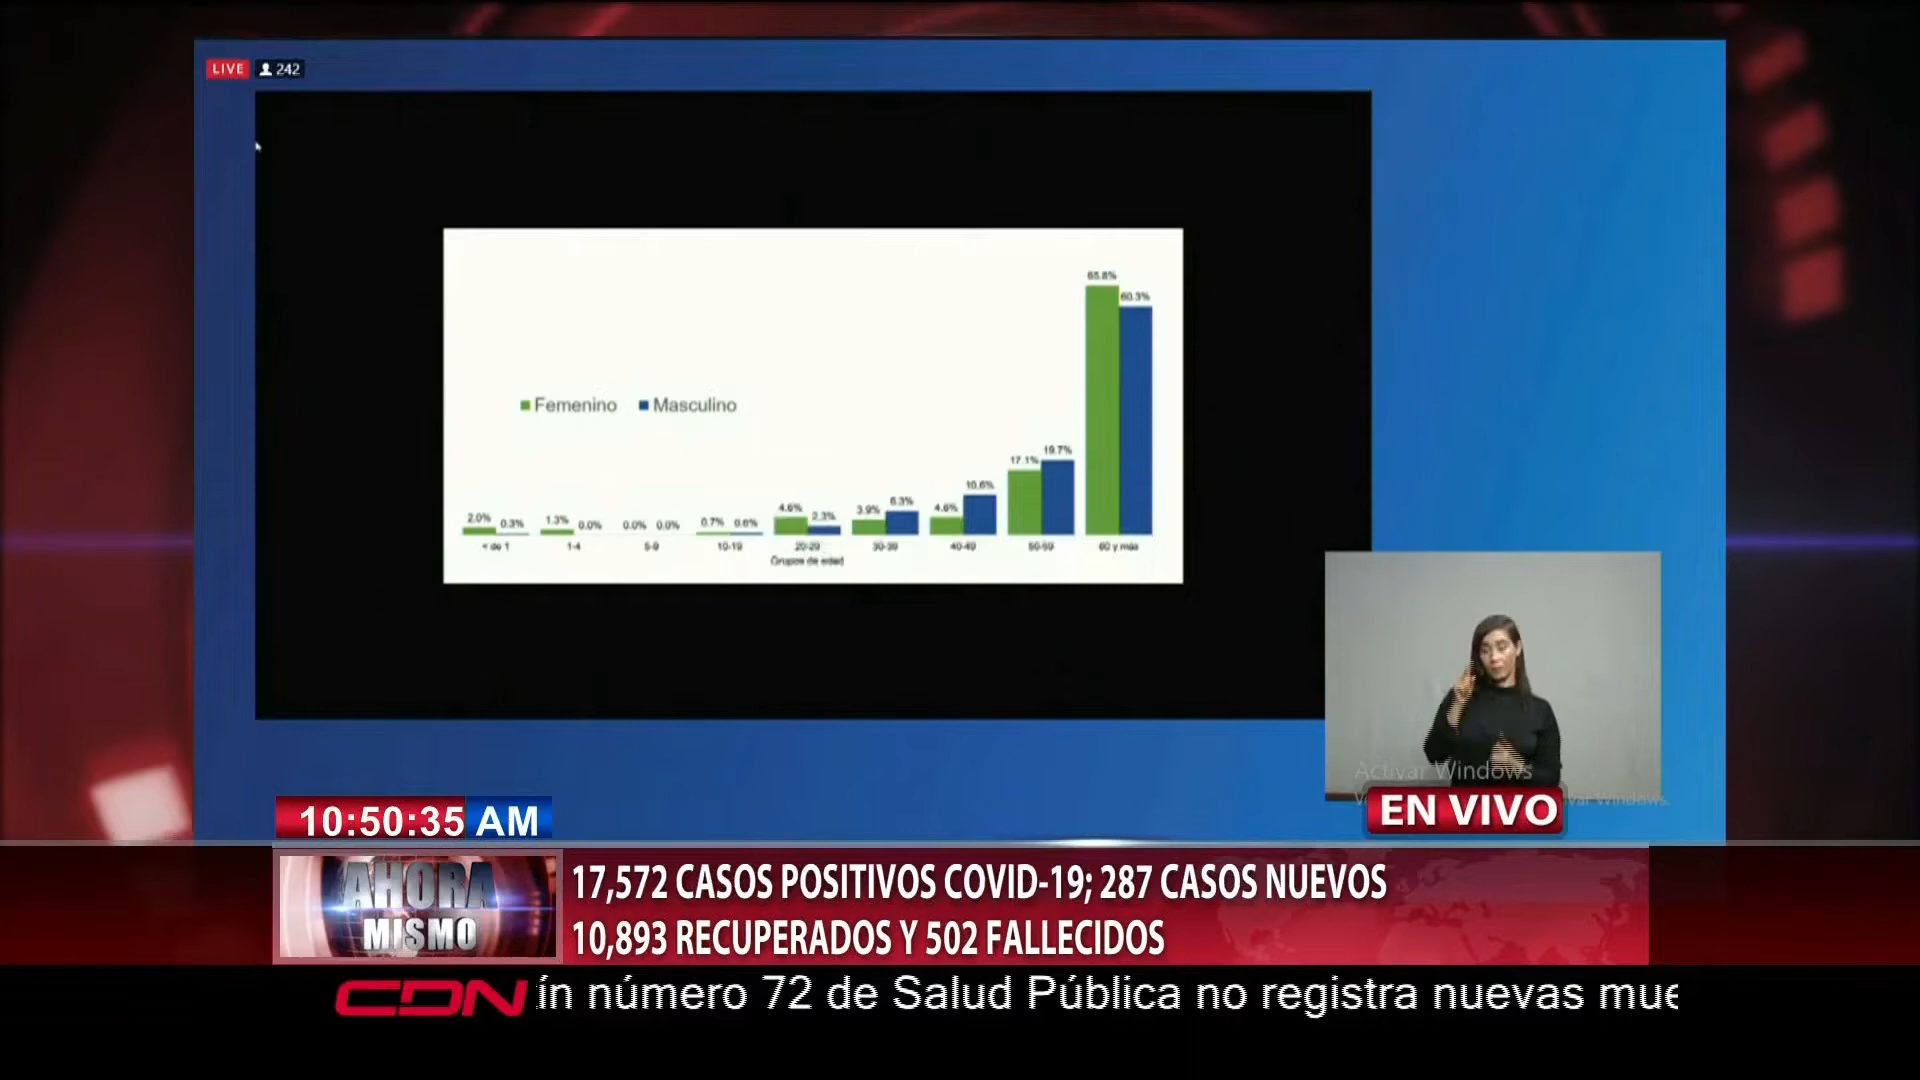 LIVE 242
65.8%
60.3%
Femenino Masculino
17.1% 19.7%
10.6%
4.6% 2.3% 3.9% 6.3% 4.6%
2.0% 0.3% 1.3% 0.0% 0.0% 0.0% 0.7% 0.6%
< de 1 1-4 5-9 10-19 20-29 30-39 40-49 50-59 60 y más
Grupos de edad
Activar Windows
EN VIVO
10:50:35 AM
AHORA
MISMO
17,572 CASOS POSITIVOS COVID-19; 287 CASOS NUEVOS
10,893 RECUPERADOS Y 502 FALLECIDOS
CDN ín número 72 de Salud Pública no registra nuevas mue